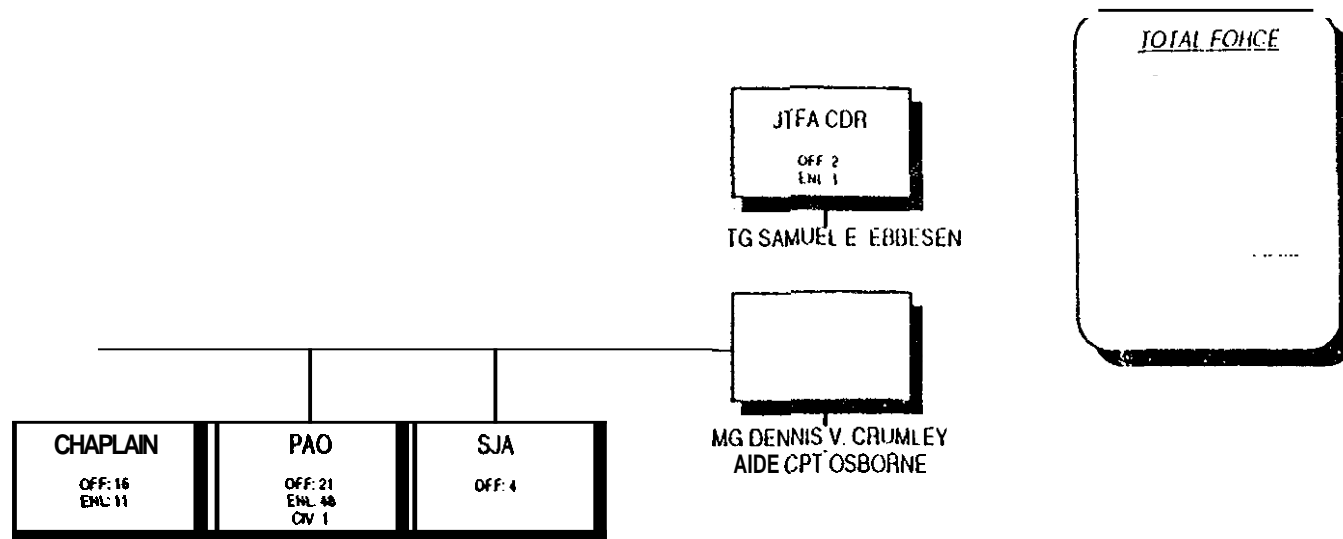 TOTAL FORCE
JTFA CDR
OFF 2
ENL 1
TG SAMUEL E EBBESEN
MG DENNIS V. CRUMLEY
AIDE CPT OSBORNE
CHAPLAIN
OFF: 16
ENL: 11
PAO
OFF: 21
ENL 48
CIV 1
SJA
OFF: 4